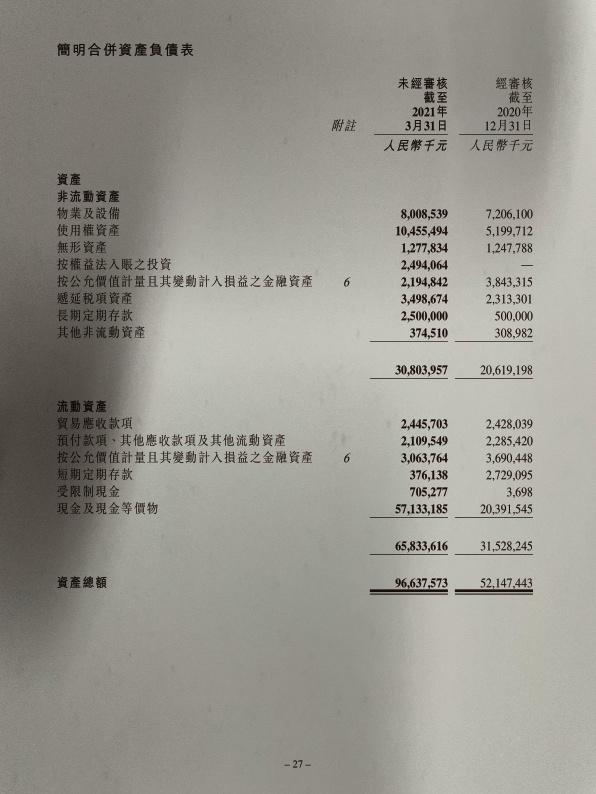 簡明合併資產負債表
未經審核 經審核
截至 截至
2021年 2020年
附註 3月31日 12月31日
人民幣千元 人民幣千元
資產
非流動資產
物業及設備 8,008,539 7,206,100
使用權資產 10,455,494 5,199,712
無形資產 1,277,834 1,247,788
按權益法入賬之投資 2,494,064 —
按公允價值計量且其變動計入損益之金融資產 6 2,194,842 3,843,315
遞延税項資產 3,498,674 2,313,301
長期定期存款 2,500,000 500,000
其他非流動資產 374,510 308,982
30,803,957 20,619,198
流動資產
貿易應收款項 2,445,703 2,428,039
預付款項、其他應收款項及其他流動資產 2,109,549 2,285,420
按公允價值計量且其變動計入損益之金融資產 6 3,063,764 3,690,448
短期定期存款 376,138 2,729,095
受限制現金 705,277 3,698
現金及現金等價物 57,133,185 20,391,545
65,833,616 31,528,245
資產總額 96,637,573 52,147,443
– 27 –